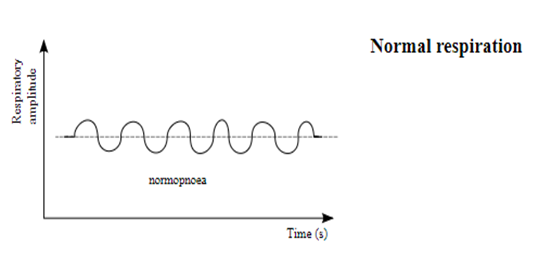 Normal respiration
Respiratory
amplitude
normopnoea
Time (s)